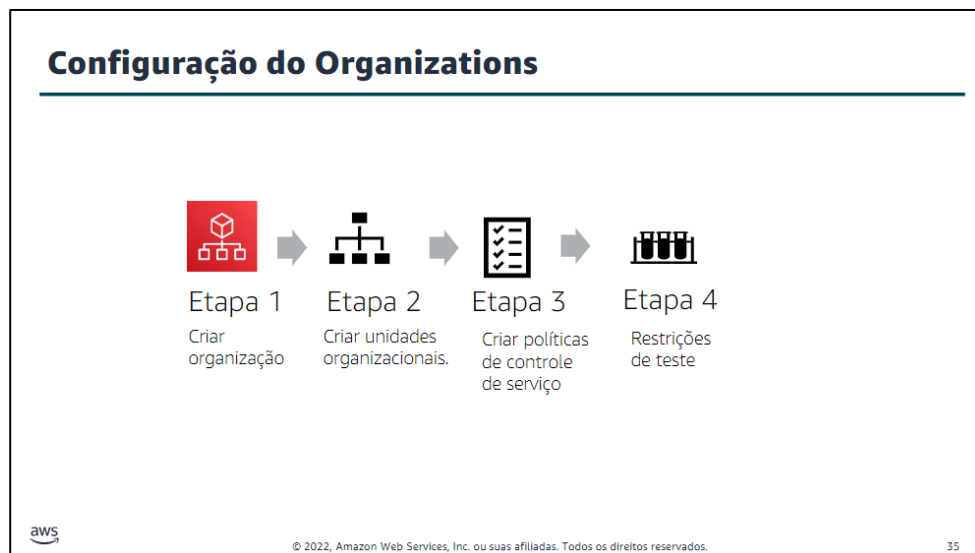 Configuração do Organizations
Etapa 1
Criar
organização
Etapa 2
Criar unidades
organizacionais.
Etapa 3
Criar políticas
de controle
de serviço
Etapa 4
Restrições
de teste
aws
© 2022, Amazon Web Services, Inc. ou suas afiliadas. Todos os direitos reservados.
35